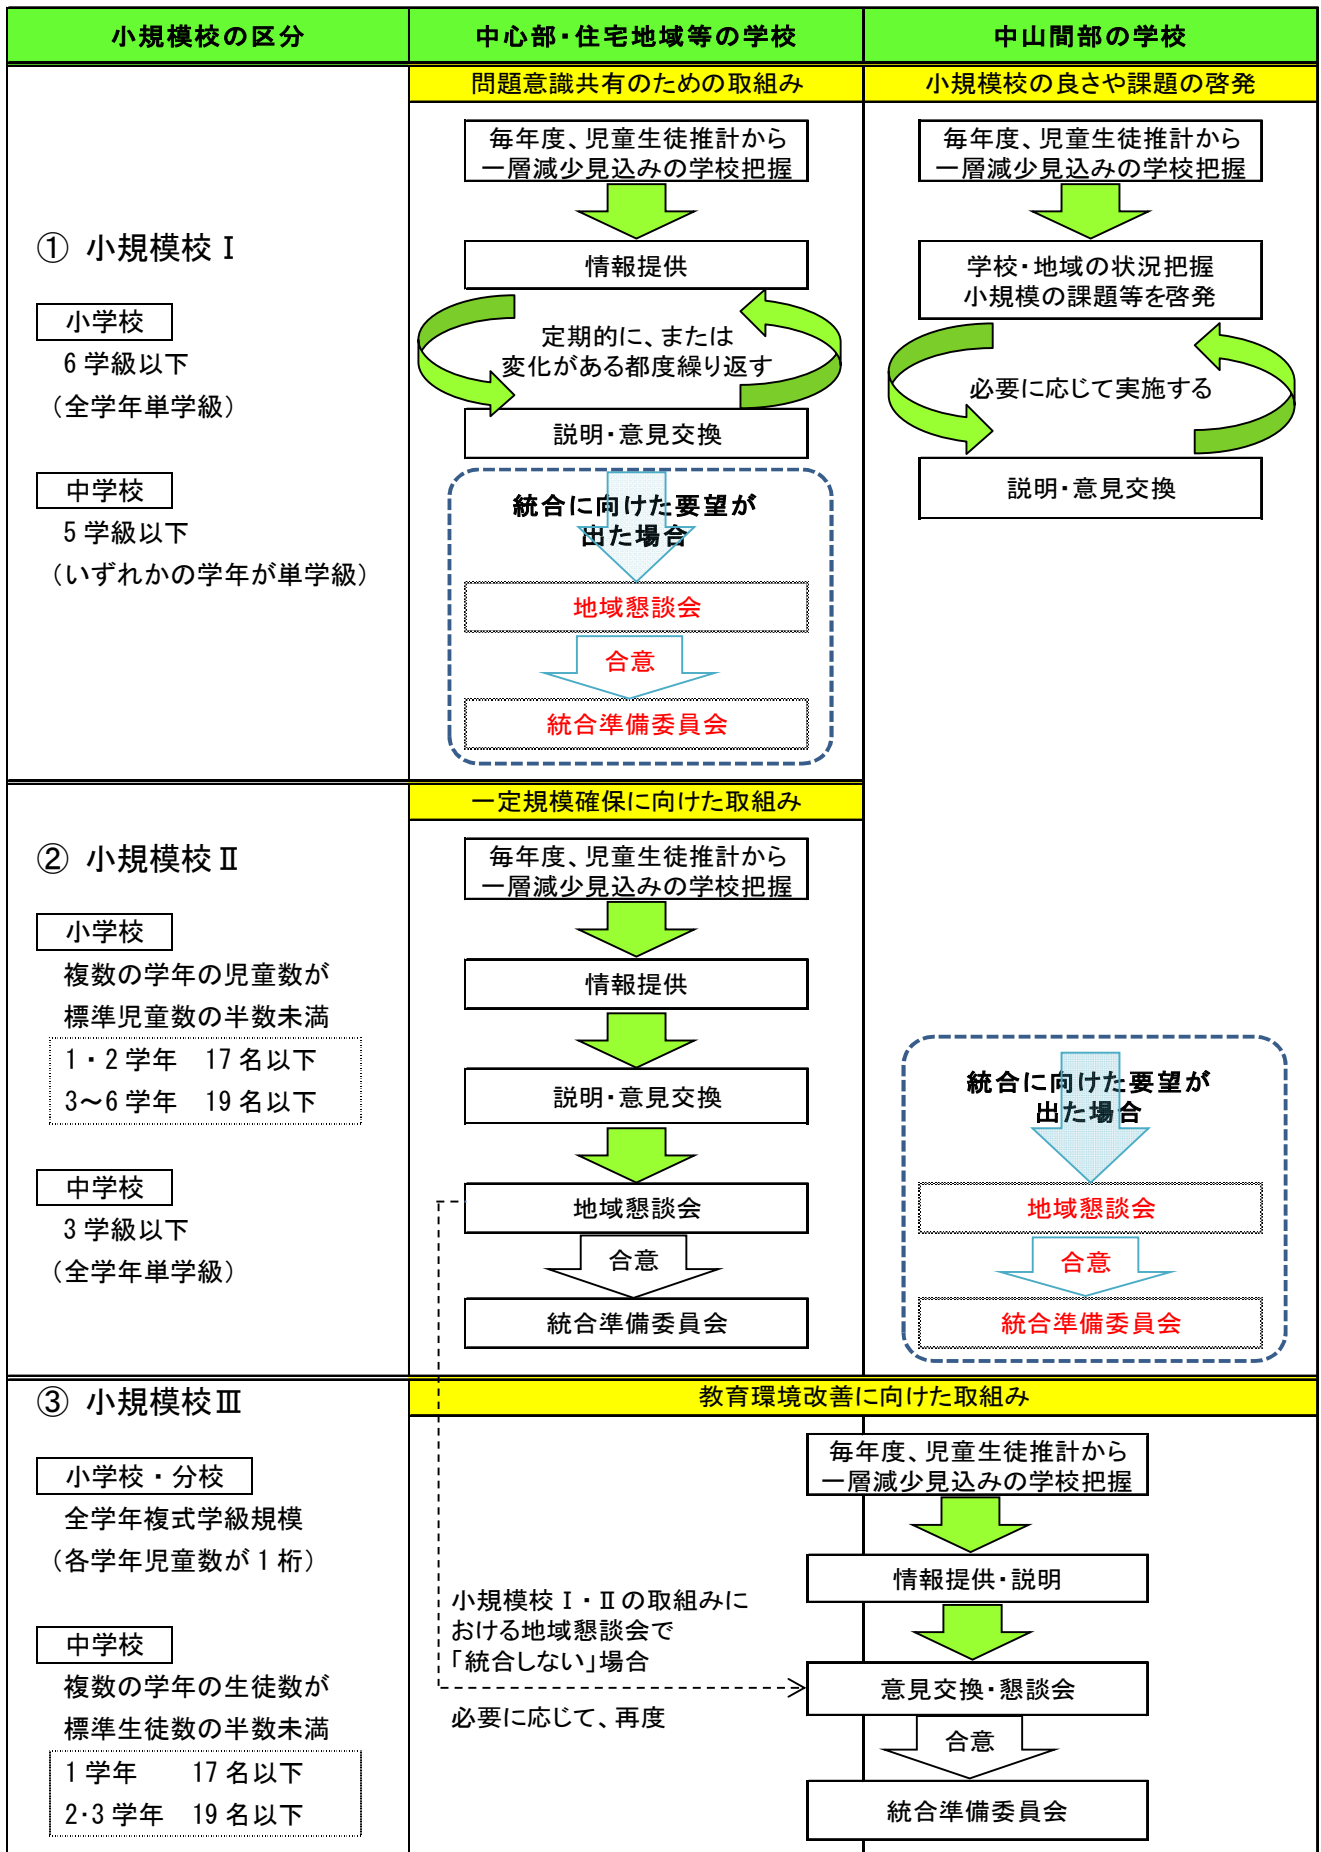 小規模校の区分
中心部・住宅地域等の学校
中山間部の学校
① 小規模校Ⅰ
小学校
6学級以下
（全学年単学級）
中学校
5学級以下
（いずれかの学年が単学級）
問題意識共有のための取組み
毎年度、児童生徒推計から
一層減少見込みの学校把握
情報提供
定期的に、または
変化がある都度繰り返す
説明・意見交換
統合に向けた要望が
出た場合
地域懇談会
合意
統合準備委員会
小規模校の良さや課題の啓発
毎年度、児童生徒推計から
一層減少見込みの学校把握
学校・地域の状況把握
小規模の課題等を啓発
必要に応じて実施する
説明・意見交換
② 小規模校Ⅱ
小学校
複数の学年の児童数が
標準児童数の半数未満
1・2学年　17名以下
3～6学年　19名以下
中学校
3学級以下
（全学年単学級）
一定規模確保に向けた取組み
毎年度、児童生徒推計から
一層減少見込みの学校把握
情報提供
説明・意見交換
地域懇談会
合意
統合準備委員会
統合に向けた要望が
出た場合
地域懇談会
合意
統合準備委員会
③ 小規模校Ⅲ
小学校・分校
全学年複式学級規模
（各学年児童数が1桁）
中学校
複数の学年の生徒数が
標準生徒数の半数未満
1学年　　17名以下
2・3学年　19名以下
教育環境改善に向けた取組み
毎年度、児童生徒推計から
一層減少見込みの学校把握
情報提供・説明
小規模校Ⅰ・Ⅱの取組みに
おける地域懇談会で
「統合しない」場合
必要に応じて、再度
意見交換・懇談会
合意
統合準備委員会